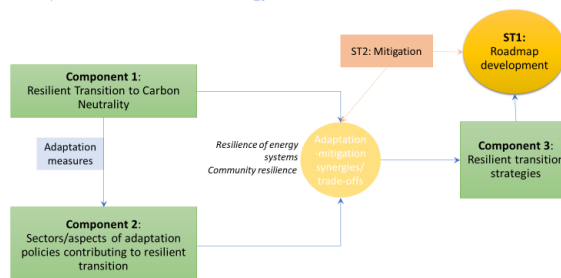 ST1:
Roadmap
development
ST2: Mitigation
Component 1:
Resilient Transition to Carbon
Neutrality
Adaptation
measures
Resilience of energy
systems
Community resilience
Adaptation
-mitigation
synergies/
trade-offs
Component 3:
Resilient transition
strategies
Component 2:
Sectors/aspects of adaptation
policies contributing to resilient
transition